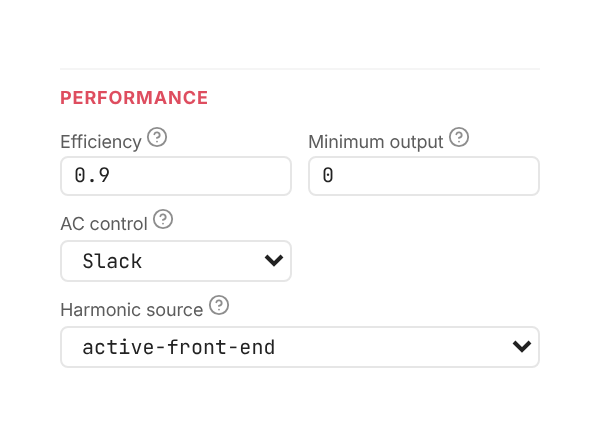 PERFORMANCE
Efficiency ? Minimum output ?
0.9 0
AC control ?
Slack
Harmonic source ?
active-front-end